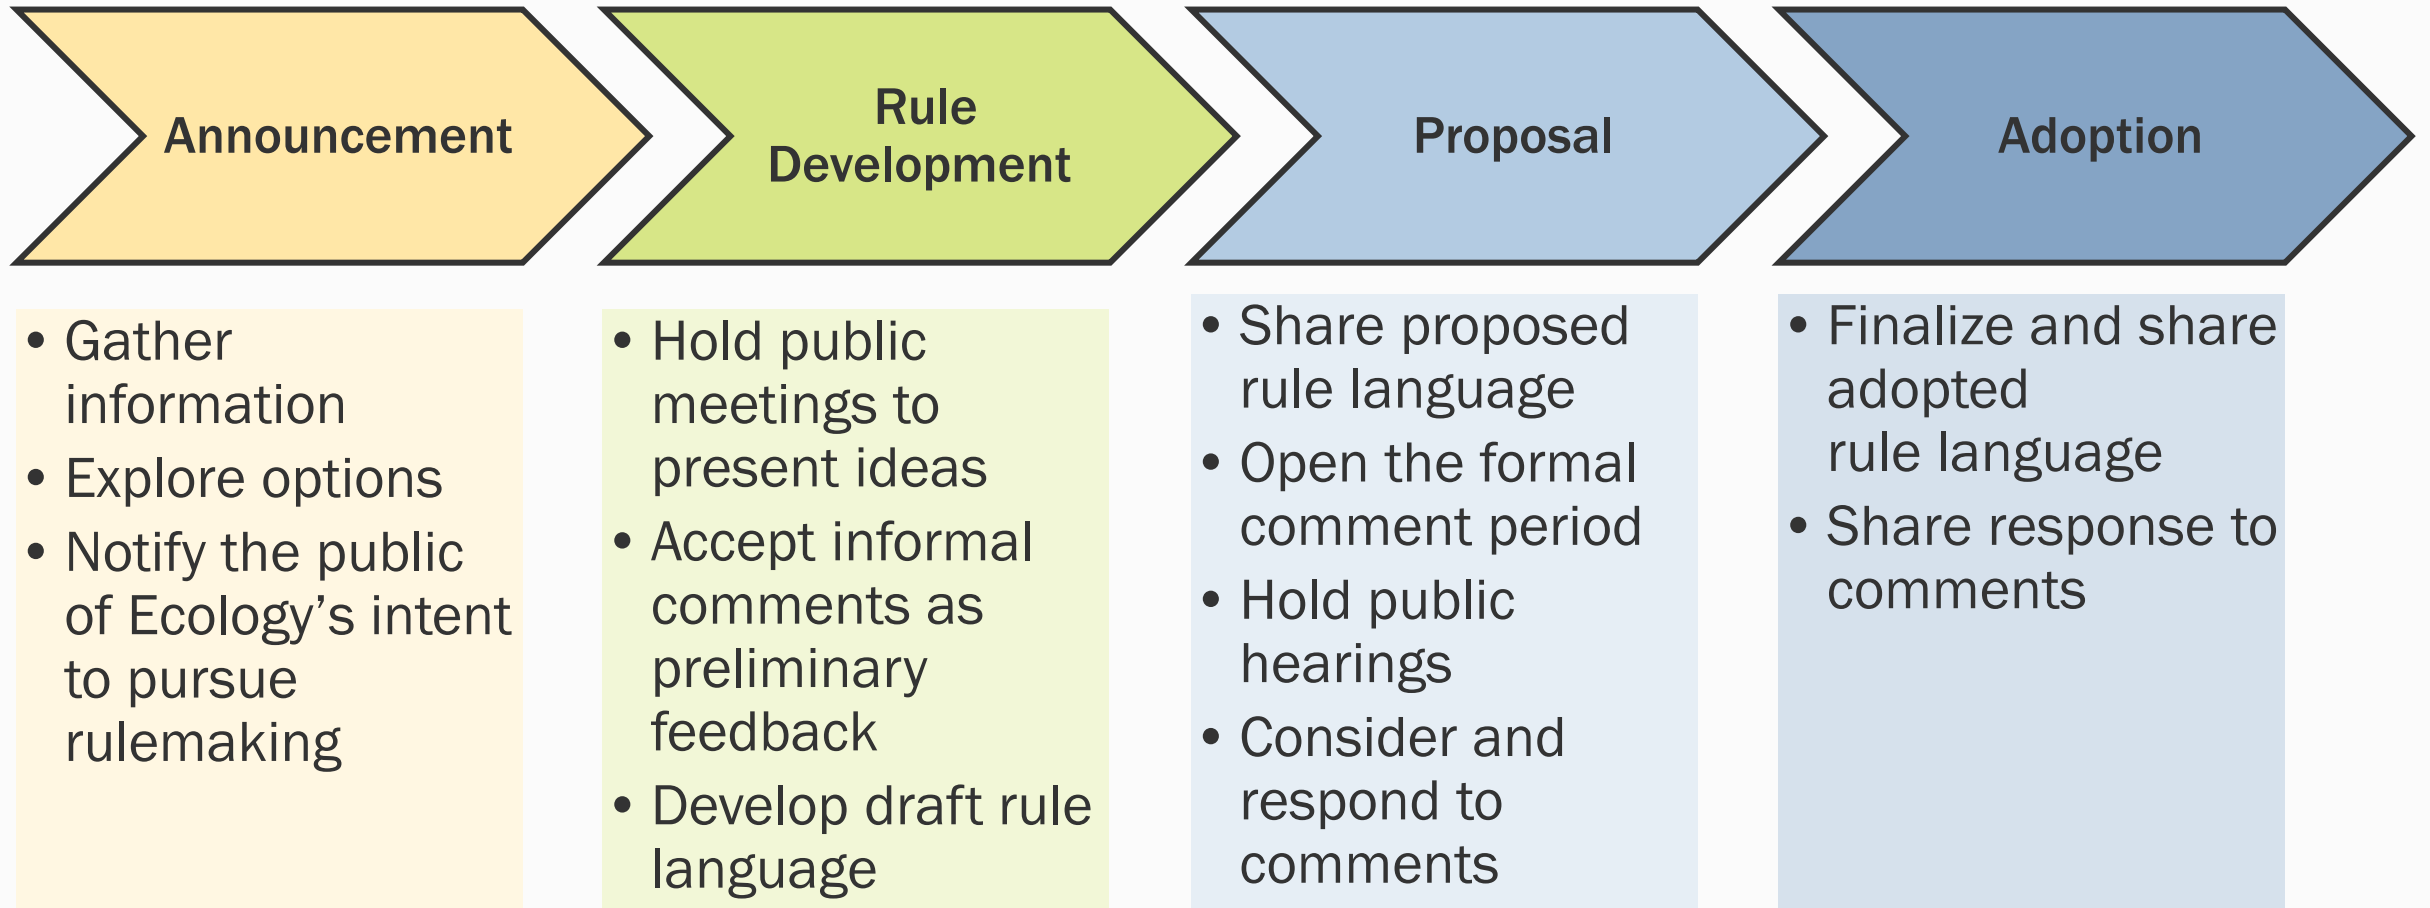 Announcement
• Gather
information
• Explore options
• Notify the public
of Ecology’s intent
to pursue
rulemaking
Rule
Development
• Hold public
meetings to
present ideas
• Accept informal
comments as
preliminary
feedback
• Develop draft rule
language
Proposal
• Share proposed
rule language
• Open the formal
comment period
• Hold public
hearings
• Consider and
respond to
comments
Adoption
• Finalize and share
adopted
rule language
• Share response to
comments